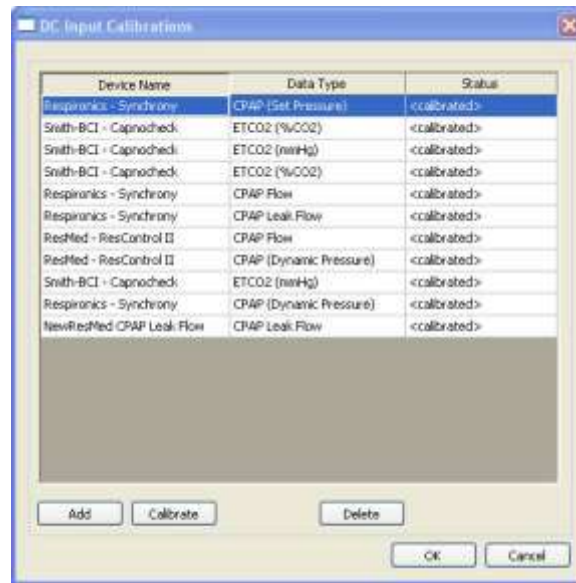 DC Input Calibrations
Device Name Data Type Status
Respironics - Synchrony CPAP (Set Pressure) <calibrated>
Smith-BCI - Capnocheck ETCO2 (%CO2) <calibrated>
Smith-BCI - Capnocheck ETCO2 (mmHg) <calibrated>
Smith-BCI - Capnocheck ETCO2 (%CO2) <calibrated>
Respironics - Synchrony CPAP Flow <calibrated>
Respironics - Synchrony CPAP Leak Flow <calibrated>
ResMed - ResControl II CPAP Flow <calibrated>
ResMed - ResControl II CPAP (Dynamic Pressure) <calibrated>
Smith-BCI - Capnocheck ETCO2 (mmHg) <calibrated>
Respironics - Synchrony CPAP (Dynamic Pressure) <calibrated>
NewResMed CPAP Leak Flow CPAP Leak Flow <calibrated>
Add Calibrate Delete
OK Cancel